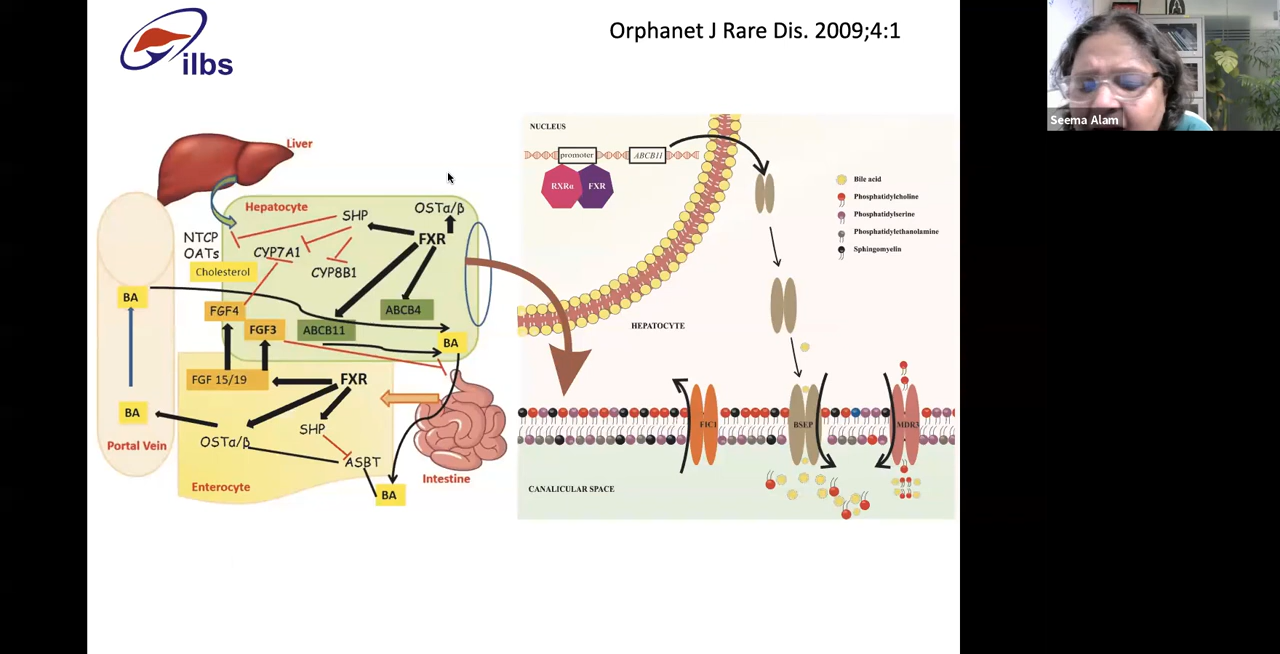 ilbs
Orphanet J Rare Dis. 2009;4:1
Seema Alam
Liver
Hepatocyte
SHP
OSTα/β
FXR
NTCP
OATs
CYP7A1
CYP8B1
Cholesterol
BA
FGF4
ABCB4
FGF3
ABCB11
BA
FGF 15/19
FXR
BA
OSTα/β
SHP
ASBT
Portal Vein
Enterocyte
BA
Intestine
NUCLEUS
promoter
ABCB11
RXRα
FXR
Bile acid
Phosphatidylcholine
Phosphatidylserine
Phosphatidylethanolamine
Sphingomyelin
HEPATOCYTE
FIC1
BSEP
MDR3
CANALICULAR SPACE